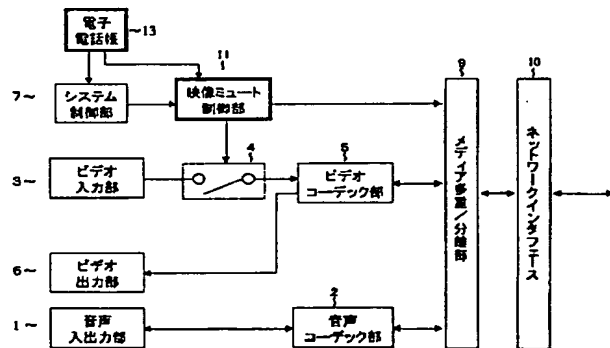 電子
電話帳
13
11
7
システム
制御部
映像ミュート
制御部
9
10
3
ビデオ
入力部
4
5
ビデオ
コーデック部
メディア多重/分離部
ネットワークインタフェース
6
ビデオ
出力部
2
1
音声
入出力部
音声
コーデック部